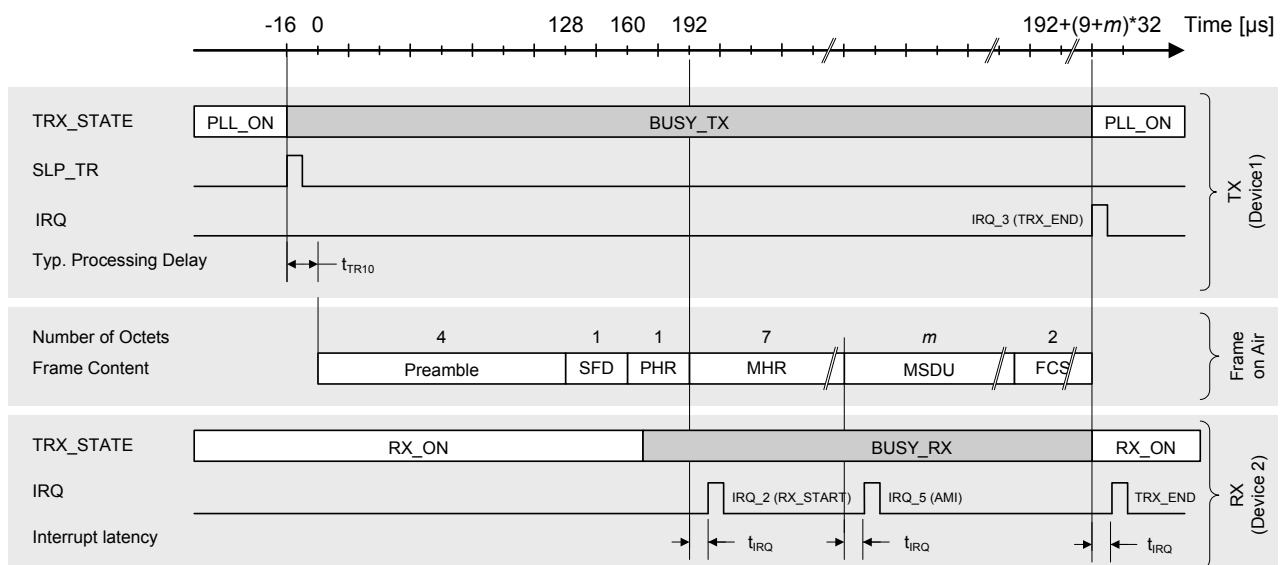 -16 0 128 160 192 192+(9+m)*32 Time [µs]
TRX_STATE PLL_ON BUSY_TX PLL_ON
SLP_TR
IRQ IRQ_3 (TRX_END)
Typ. Processing Delay tTR10
TX
(Device1)
Number of Octets 4 1 1 7 m 2
Frame Content Preamble SFD PHR MHR MSDU FCS
Frame
on Air
TRX_STATE RX_ON BUSY_RX RX_ON
IRQ IRQ_2 (RX_START) IRQ_5 (AMI) TRX_END
Interrupt latency tIRQ tIRQ tIRQ
RX
(Device 2)